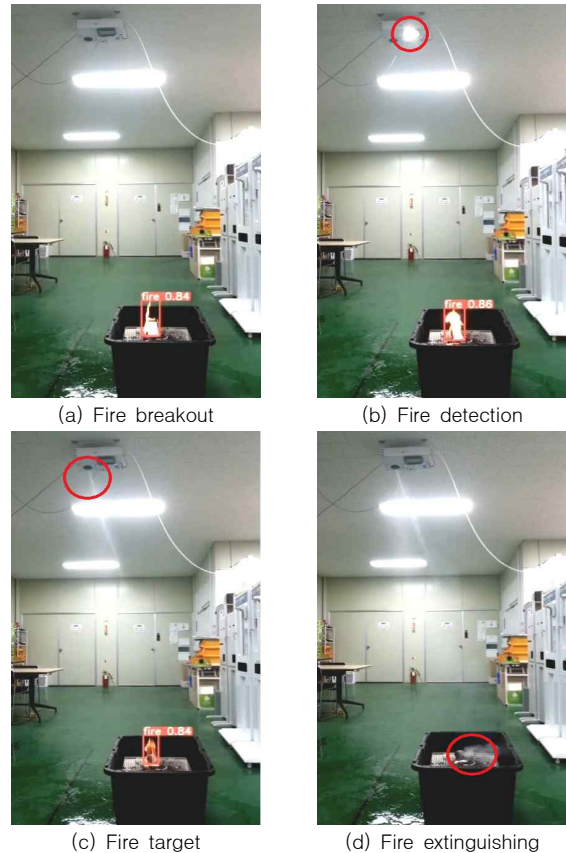 fire 0.84
fire 0.86
(a) Fire breakout
(b) Fire detection
fire 0.84
(c) Fire target
(d) Fire extinguishing